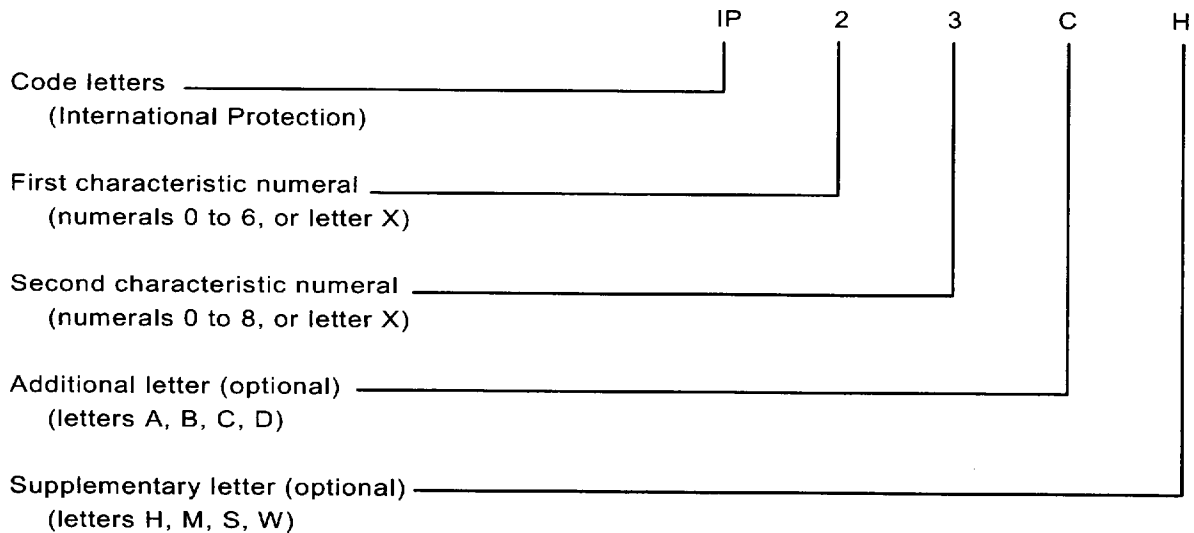 IP 2 3 C H
Code letters
(International Protection)
First characteristic numeral
(numerals 0 to 6, or letter X)
Second characteristic numeral
(numerals 0 to 8, or letter X)
Additional letter (optional)
(letters A, B, C, D)
Supplementary letter (optional)
(letters H, M, S, W)